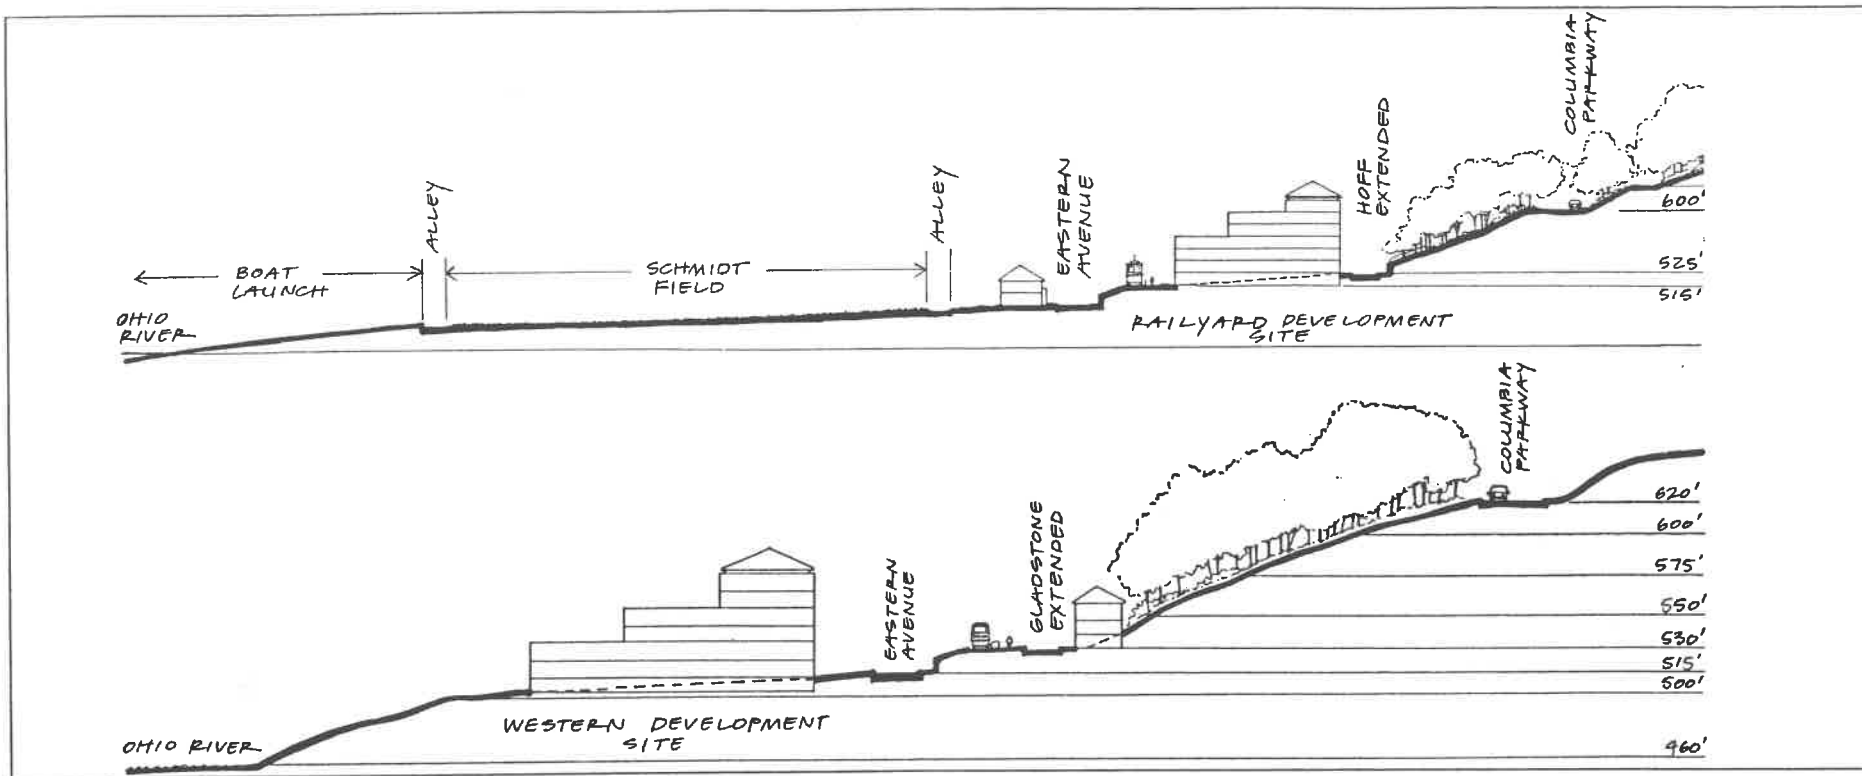 COLUMBIA
PARKWAY
HOFF
EXTENDED
EASTERN
AVENUE
ALLEY
ALLEY
BOAT
LAUNCH
SCHMIDT
FIELD
OHIO
RIVER
RAILYARD DEVELOPMENT
SITE
600'
525'
515'
COLUMBIA
PARKWAY
GLADSTONE
EXTENDED
EASTERN
AVENUE
WESTERN DEVELOPMENT
SITE
OHIO RIVER
620'
600'
575'
550'
530'
515'
500'
460'